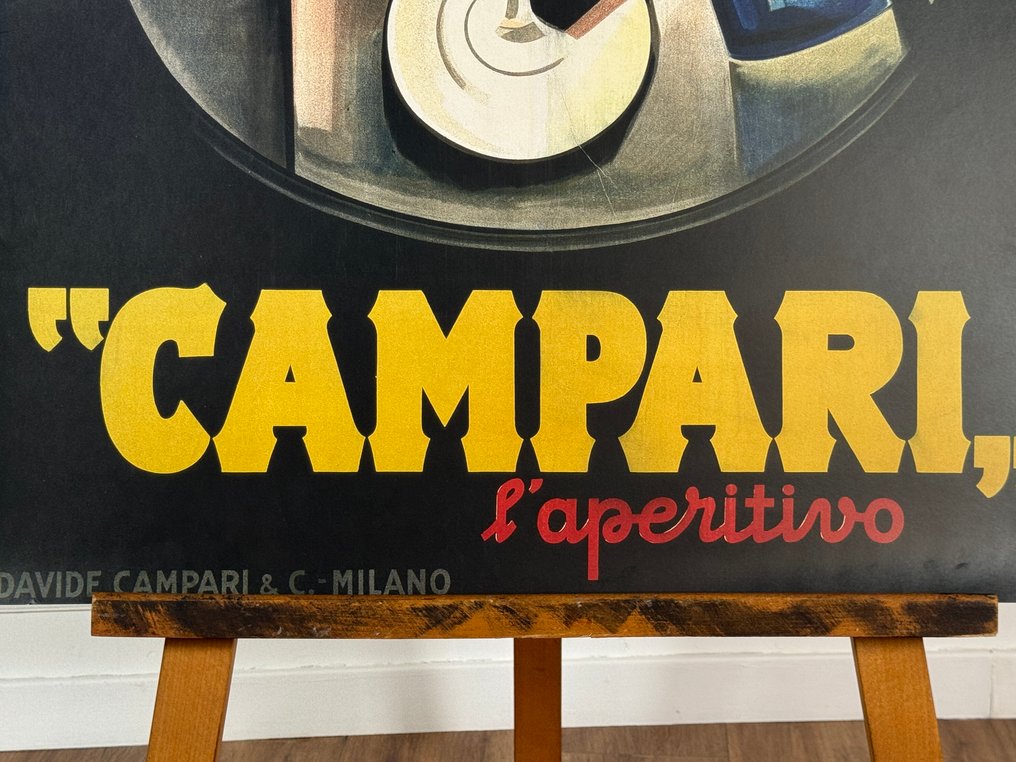 "CAMPARI,,
l'aperitivo
DAVIDE CAMPARI & C. - MILANO